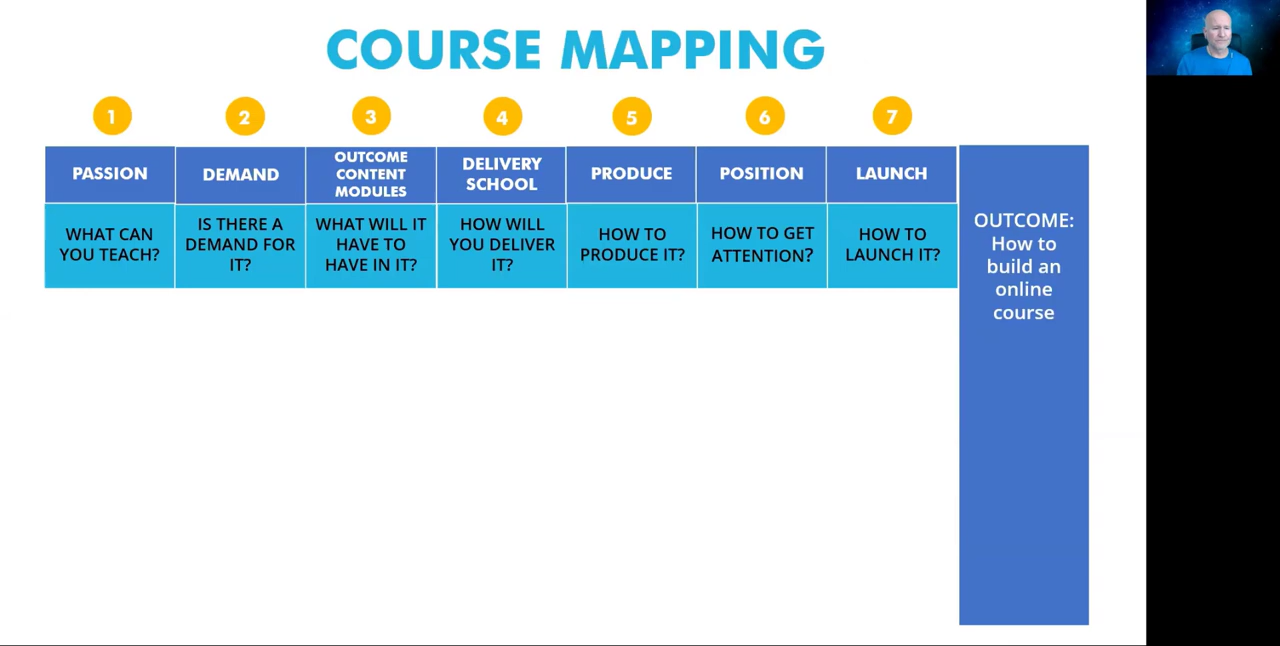 COURSE MAPPING
1
2
3
4
5
6
7
PASSION
DEMAND
OUTCOME
CONTENT
MODULES
DELIVERY
SCHOOL
PRODUCE
POSITION
LAUNCH
WHAT CAN
YOU TEACH?
IS THERE A
DEMAND FOR
IT?
WHAT WILL IT
HAVE TO
HAVE IN IT?
HOW WILL
YOU DELIVER
IT?
HOW TO
PRODUCE IT?
HOW TO GET
ATTENTION?
HOW TO
LAUNCH IT?
OUTCOME:
How to
build an
online
course